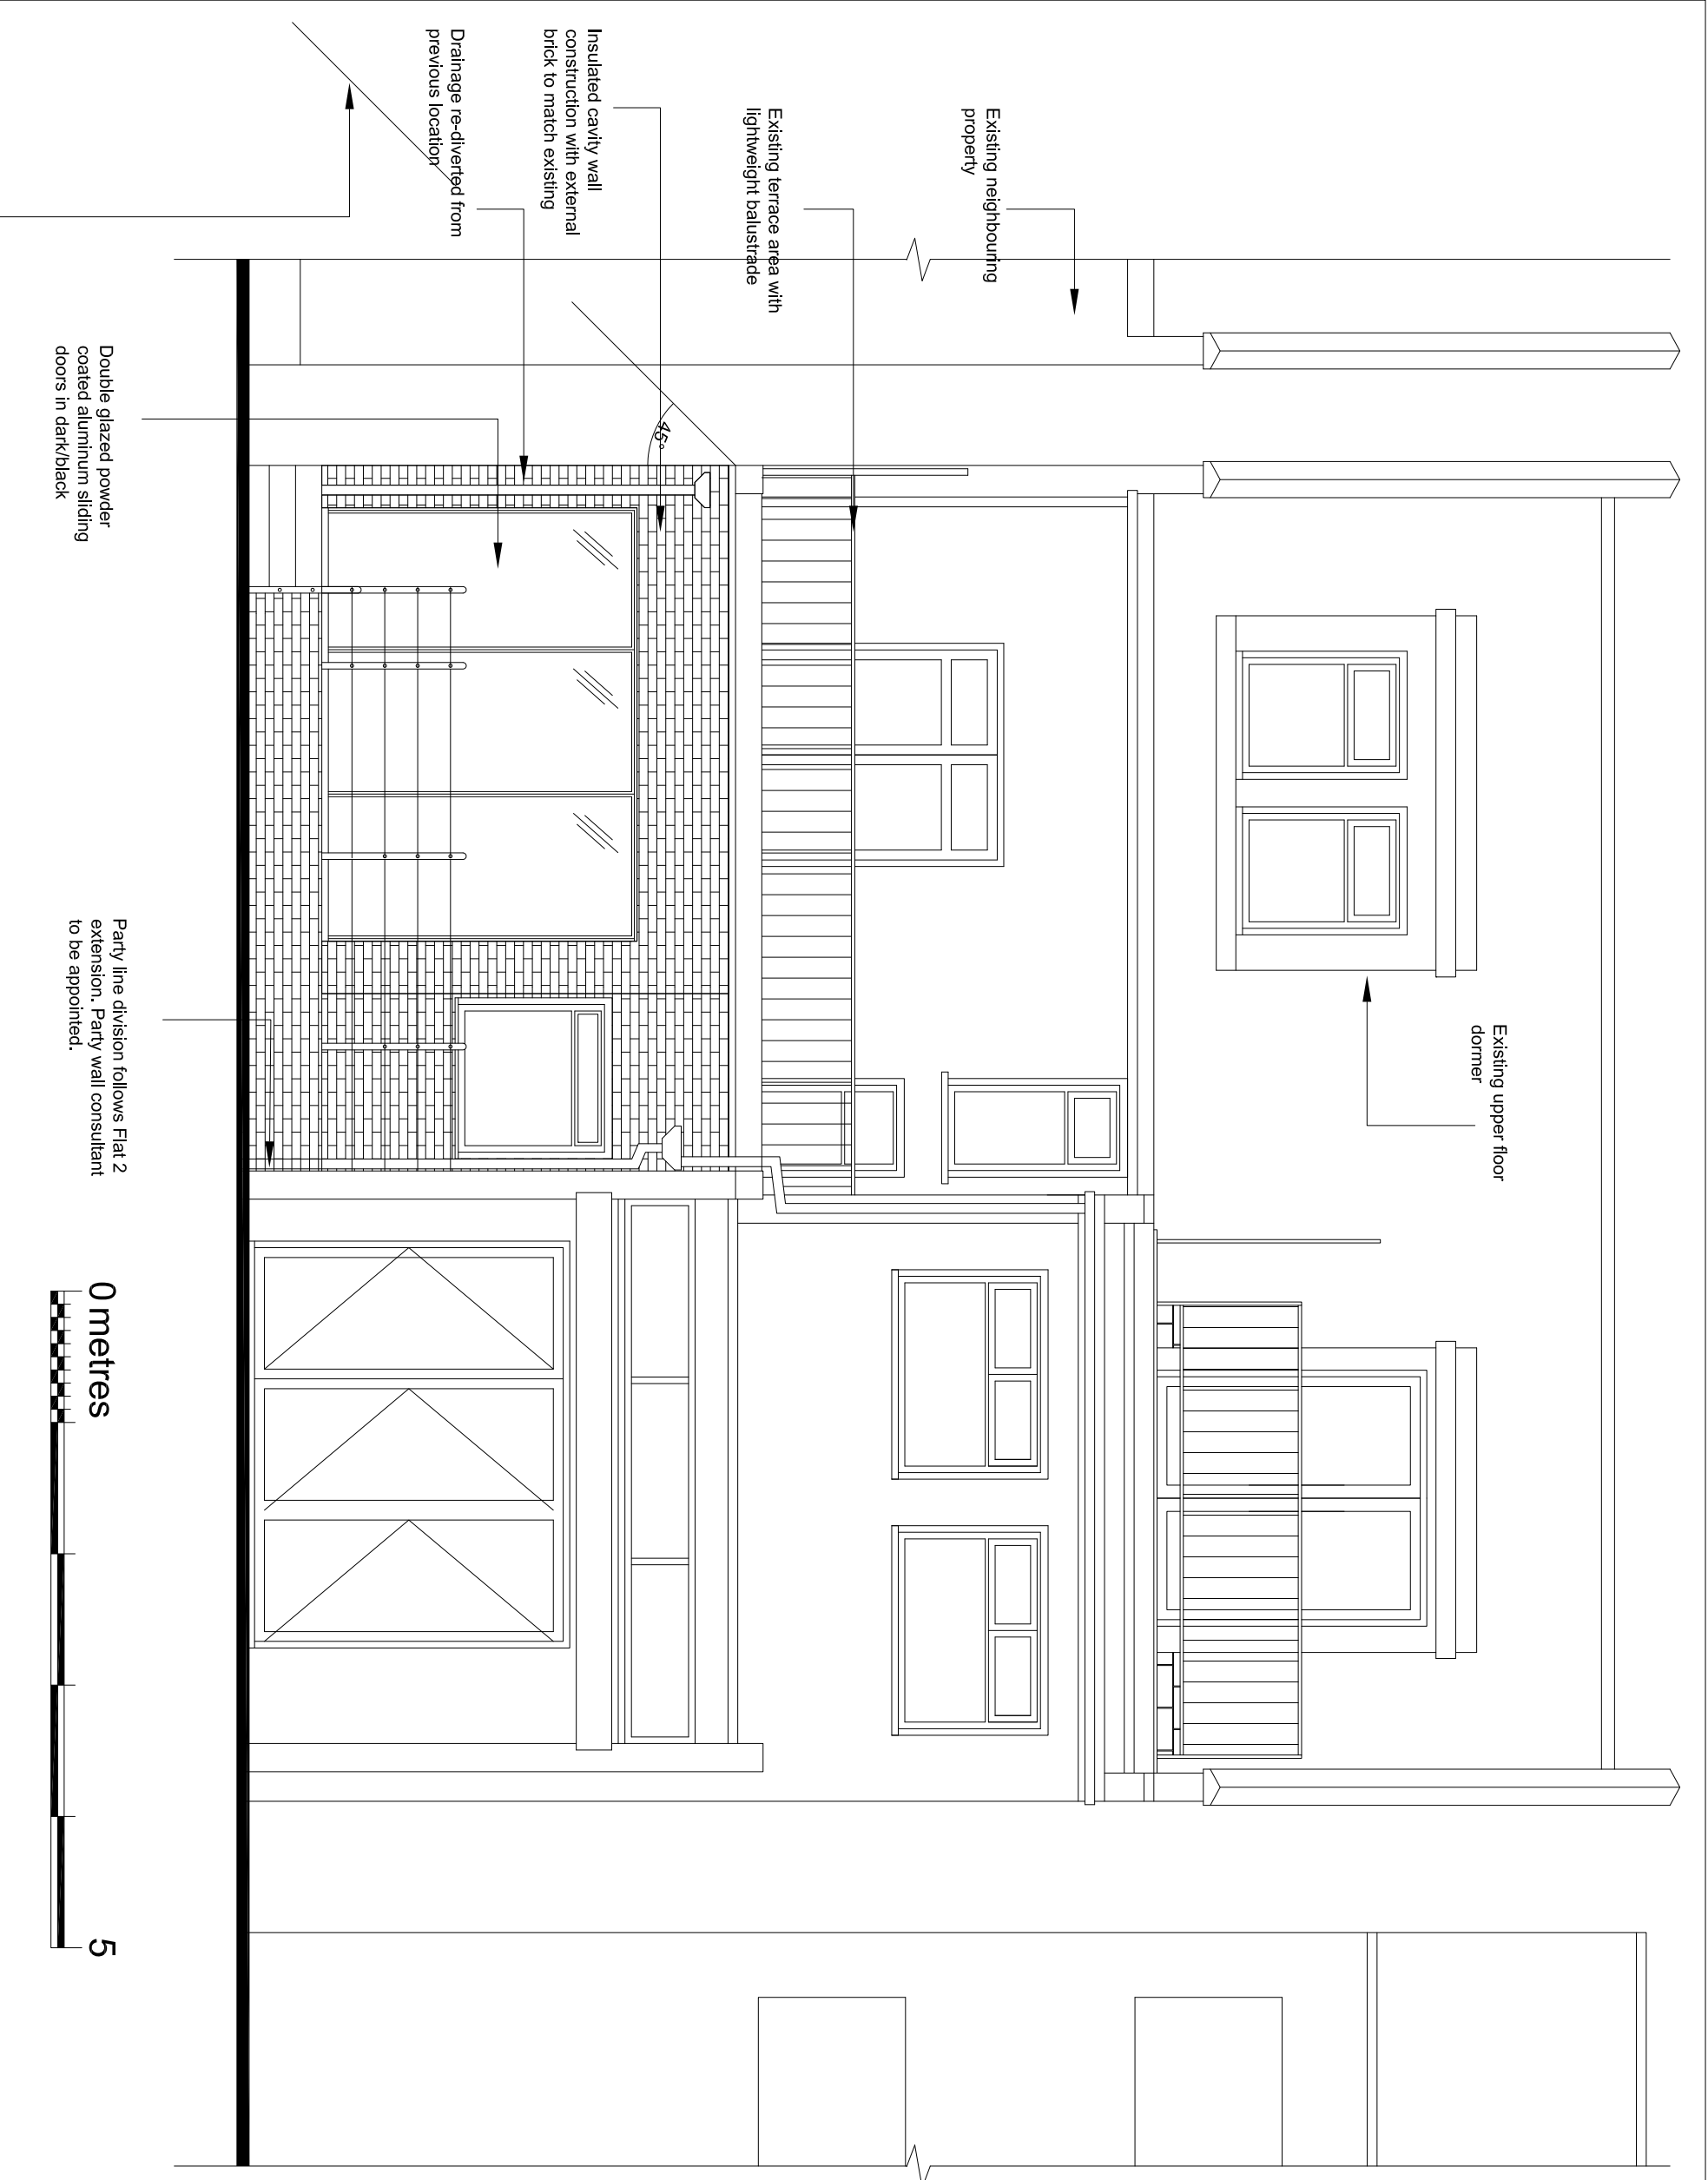 Existing upper floor
dormer
Existing neighbouring
property
Existing terrace area with
lightweight balustrade
Insulated cavity wall
construction with external
brick to match existing
45°
Drainage re-diverted from
previous location
Double glazed powder
coated aluminum sliding
doors in dark/black
Party line division follows Flat 2
extension. Party wall consultant
to be appointed.
0 metres
5